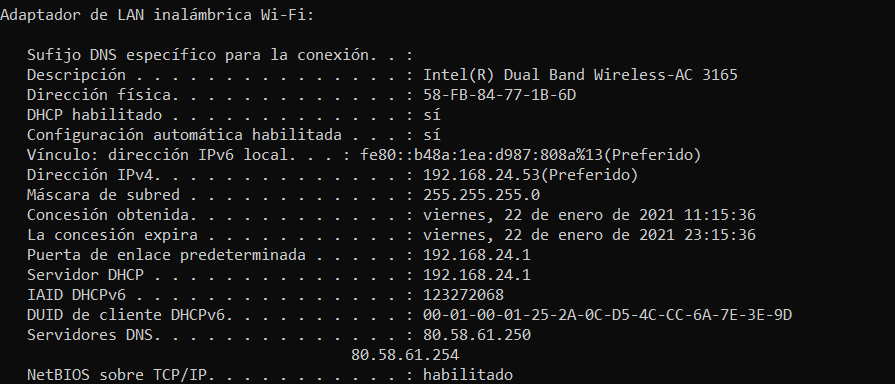 Adaptador de LAN inalámbrica Wi-Fi:
Sufijo DNS específico para la conexión. . :
Descripción . . . . . . . . . . . . . . . : Intel(R) Dual Band Wireless-AC 3165
Dirección física. . . . . . . . . . . . . : 58-FB-84-77-1B-6D
DHCP habilitado . . . . . . . . . . . . . : sí
Configuración automática habilitada . . . : sí
Vínculo: dirección IPv6 local. . . : fe80::b48a:1ea:d987:808a%13(Preferido)
Dirección IPv4. . . . . . . . . . . . . . : 192.168.24.53(Preferido)
Máscara de subred . . . . . . . . . . . . : 255.255.255.0
Concesión obtenida. . . . . . . . . . . . : viernes, 22 de enero de 2021 11:15:36
La concesión expira . . . . . . . . . . . : viernes, 22 de enero de 2021 23:15:36
Puerta de enlace predeterminada . . . . . : 192.168.24.1
Servidor DHCP . . . . . . . . . . . . . . : 192.168.24.1
IAID DHCPv6 . . . . . . . . . . . . . . . : 123272068
DUID de cliente DHCPv6. . . . . . . . . . : 00-01-00-01-25-2A-0C-D5-4C-CC-6A-7E-3E-9D
Servidores DNS. . . . . . . . . . . . . . : 80.58.61.250
80.58.61.254
NetBIOS sobre TCP/IP. . . . . . . . . . . : habilitado